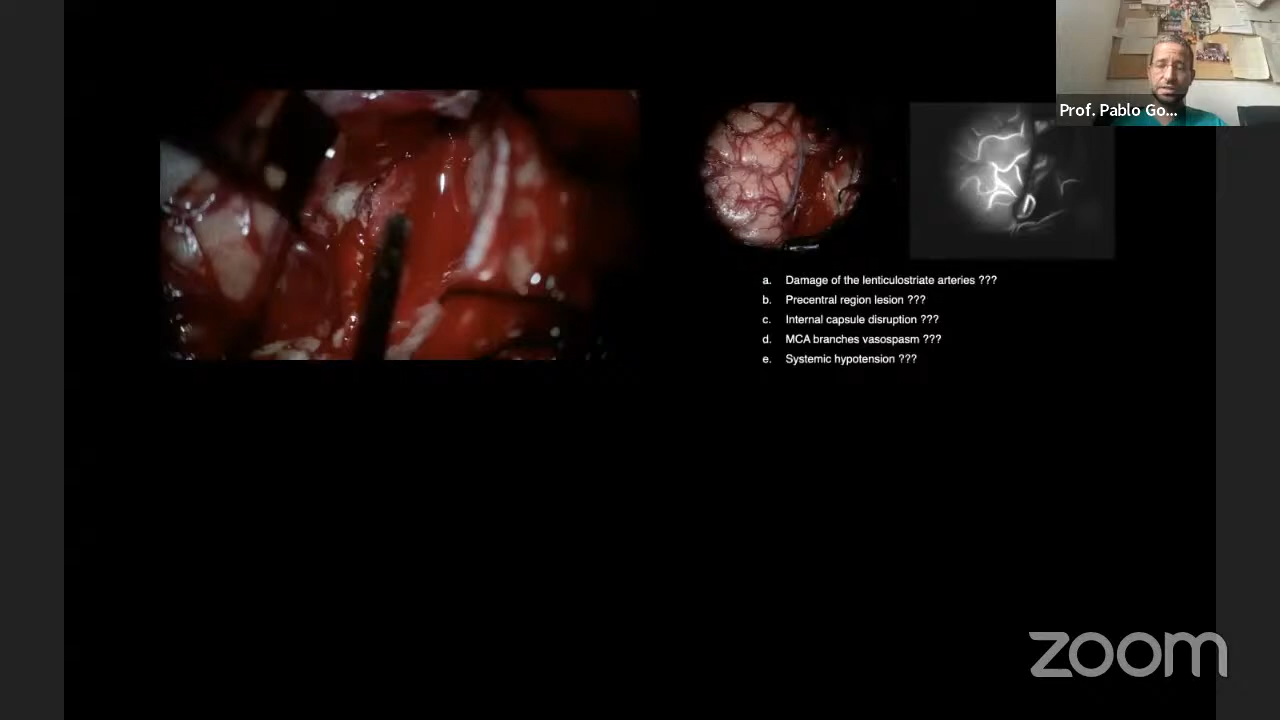 Prof. Pablo Go...
a. Damage of the lenticulostriate arteries ???
b. Precentral region lesion ???
c. Internal capsule disruption ???
d. MCA branches vasospasm ???
e. Systemic hypotension ???
zoom